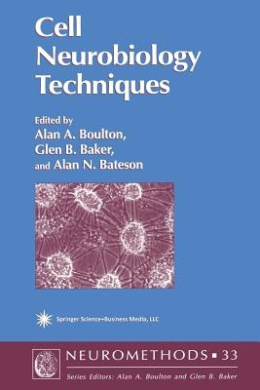 Cell
Neurobiology
Techniques
Edited by
Alan A. Boulton,
Glen B. Baker,
and Alan N. Bateson
Springer Science+Business Media, LLC
NEUROMETHODS ▪ 33
Series Editors: Alan A. Boulton and Glen B. Baker